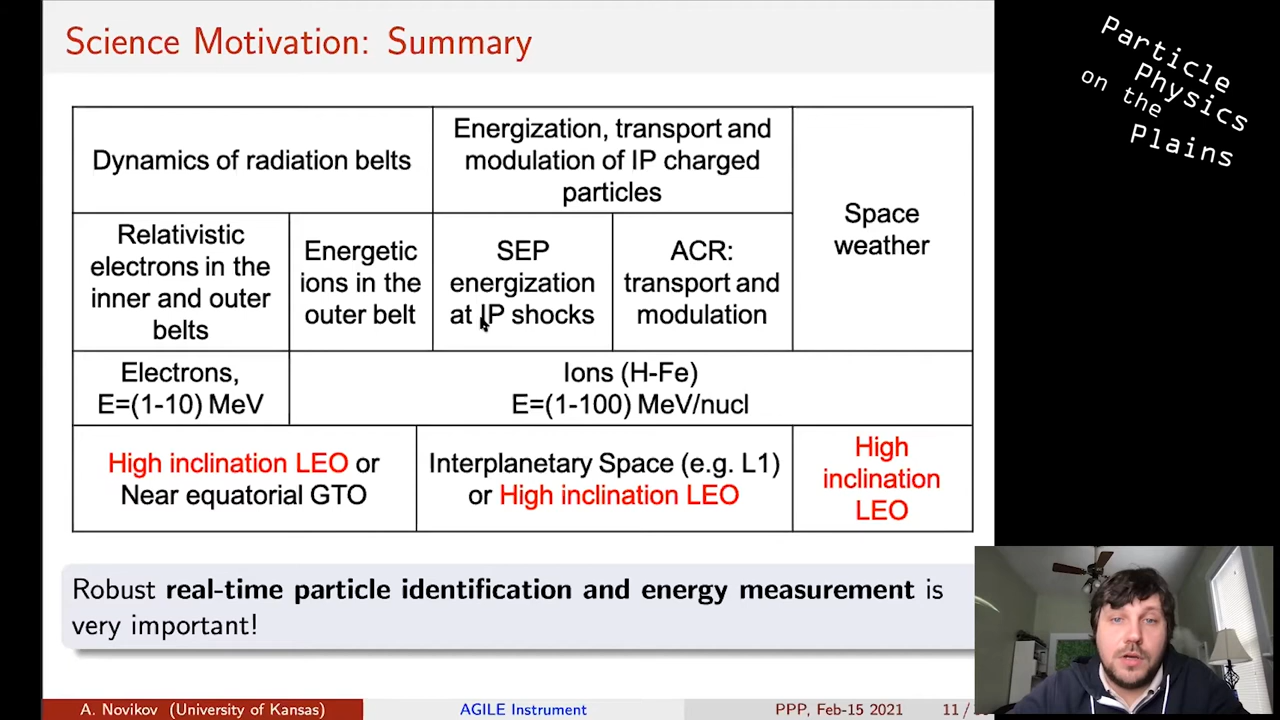 Science Motivation: Summary
Particle
Physics
on the
Plains
Dynamics of radiation belts
Energization, transport and
modulation of IP charged
particles
Space
weather
Relativistic
electrons in the
inner and outer
belts
Energetic
ions in the
outer belt
SEP
energization
at IP shocks
ACR:
transport and
modulation
Electrons,
E=(1-10) MeV
Ions (H-Fe)
E=(1-100) MeV/nucl
High inclination LEO or
Near equatorial GTO
Interplanetary Space (e.g. L1)
or High inclination LEO
High
inclination
LEO
Robust real-time particle identification and energy measurement is
very important!
A. Novikov (University of Kansas)
AGILE Instrument
PPP, Feb-15 2021
11 /